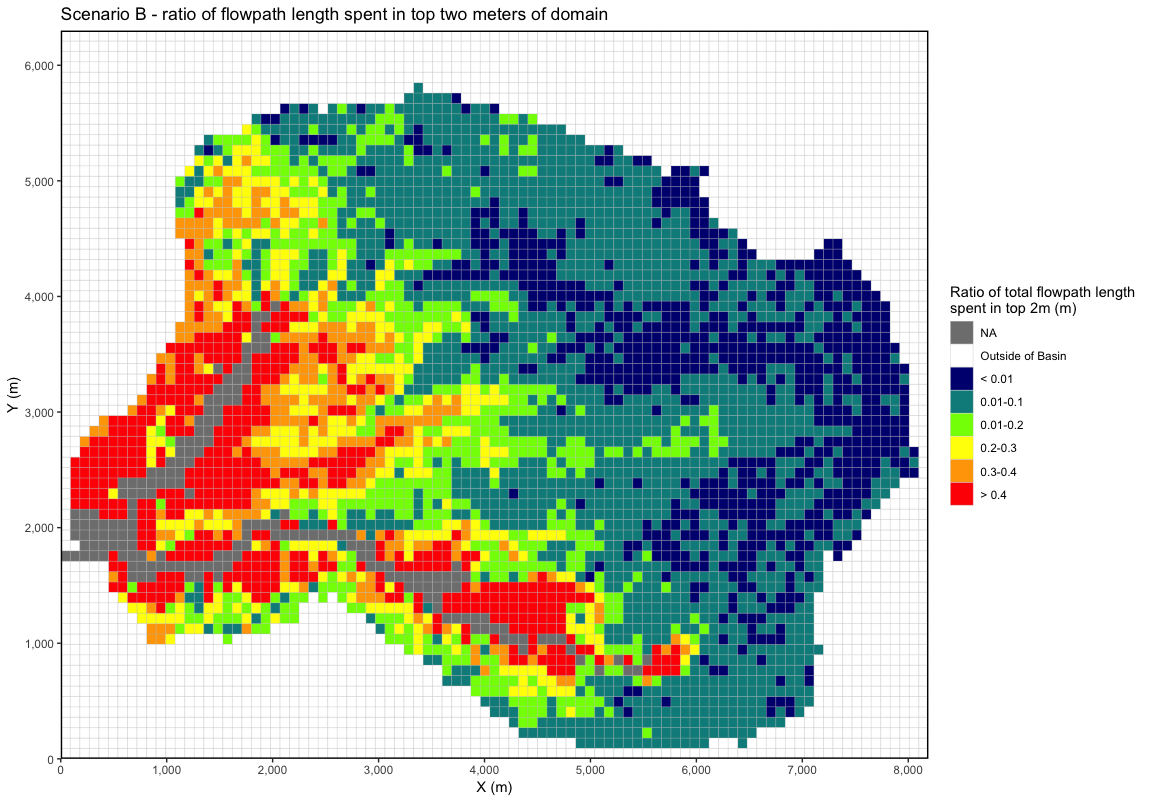 Scenario B - ratio of flowpath length spent in top two meters of domain
6,000
5,000
4,000
3,000
2,000
1,000
0
Y (m)
0 1,000 2,000 3,000 4,000 5,000 6,000 7,000 8,000
X (m)
Ratio of total flowpath length
spent in top 2m (m)
NA
Outside of Basin
< 0.01
0.01-0.1
0.01-0.2
0.2-0.3
0.3-0.4
> 0.4